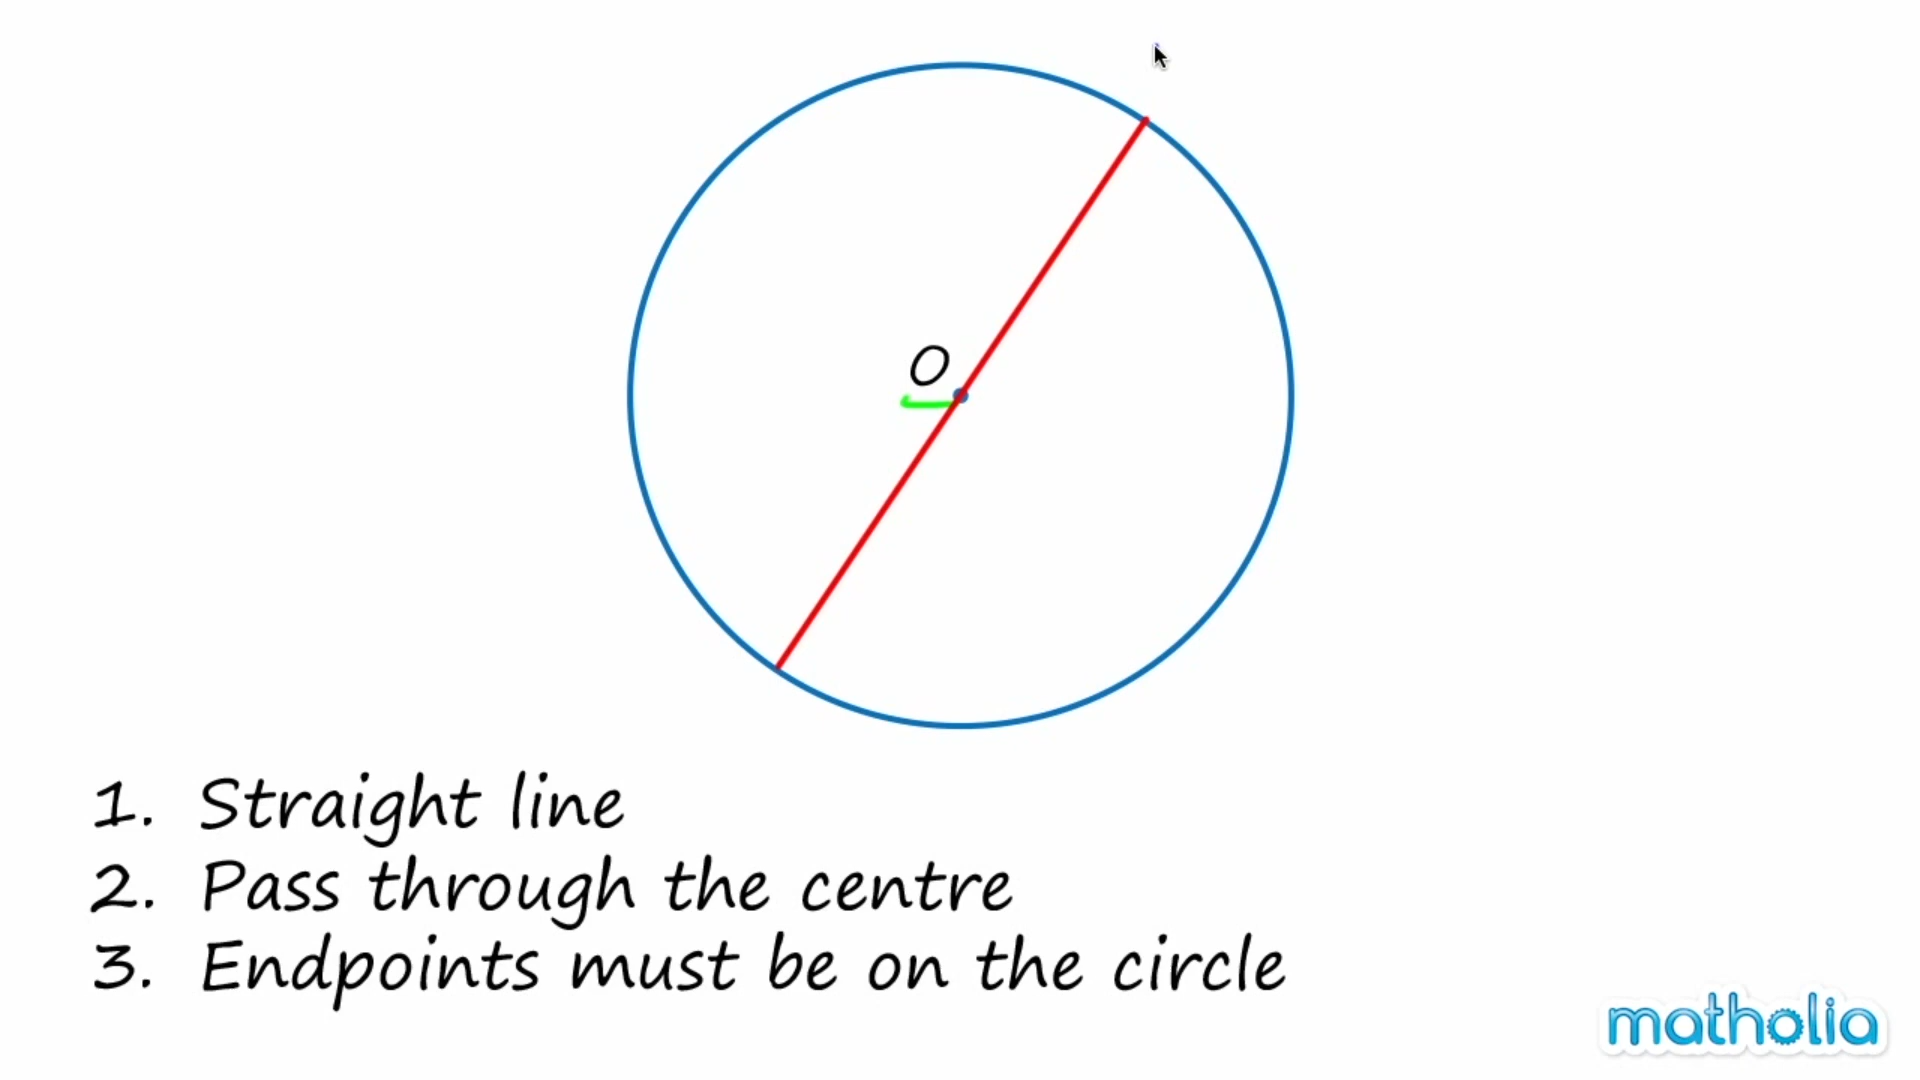 O
1. Straight line
2. Pass through the centre
3. Endpoints must be on the circle
matholia